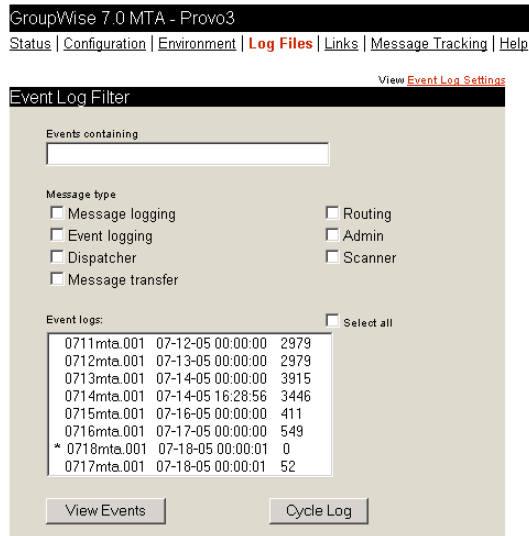 GroupWise 7.0 MTA - Provo3
Status | Configuration | Environment | Log Files | Links | Message Tracking | Help
View Event Log Settings
Event Log Filter
Events containing
Message type
Message logging Routing
Event logging Admin
Dispatcher Scanner
Message transfer
Event logs: Select all
0711mta.001 07-12-05 00:00:00 2979
0712mta.001 07-13-05 00:00:00 2979
0713mta.001 07-14-05 00:00:00 3915
0714mta.001 07-14-05 16:28:56 3446
0715mta.001 07-16-05 00:00:00 411
0716mta.001 07-17-05 00:00:00 549
* 0718mta.001 07-18-05 00:00:01 0
0717mta.001 07-18-05 00:00:01 52
View Events Cycle Log